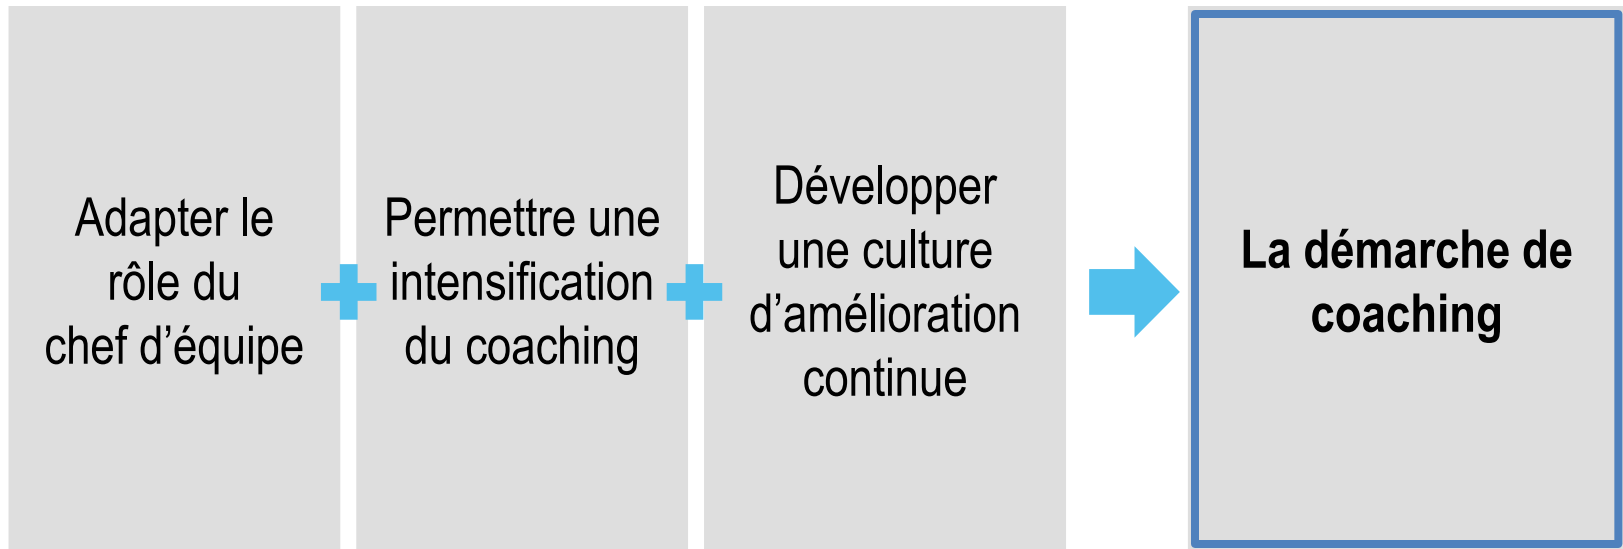 Adapter le
rôle du
chef d’équipe
Permettre une
intensification
du coaching
Développer
une culture
d’amélioration
continue
La démarche de
coaching